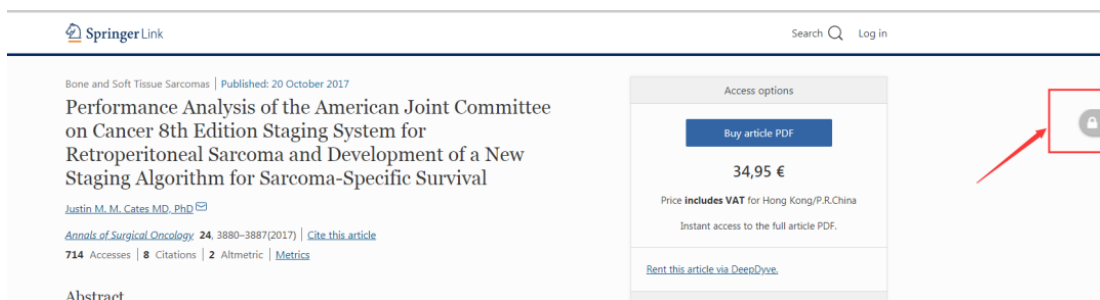 Springer Link
Search Log in
Bone and Soft Tissue Sarcomas | Published: 20 October 2017
Performance Analysis of the American Joint Committee
on Cancer 8th Edition Staging System for
Retroperitoneal Sarcoma and Development of a New
Staging Algorithm for Sarcoma-Specific Survival
Justin M. M. Cates MD, PhD
Annals of Surgical Oncology 24, 3880–3887(2017) | Cite this article
714 Accesses | 8 Citations | 2 Altmetric | Metrics
Abstract
Access options
Buy article PDF
34,95 €
Price includes VAT for Hong Kong/P.R.China
Instant access to the full article PDF.
Rent this article via DeepDyve.